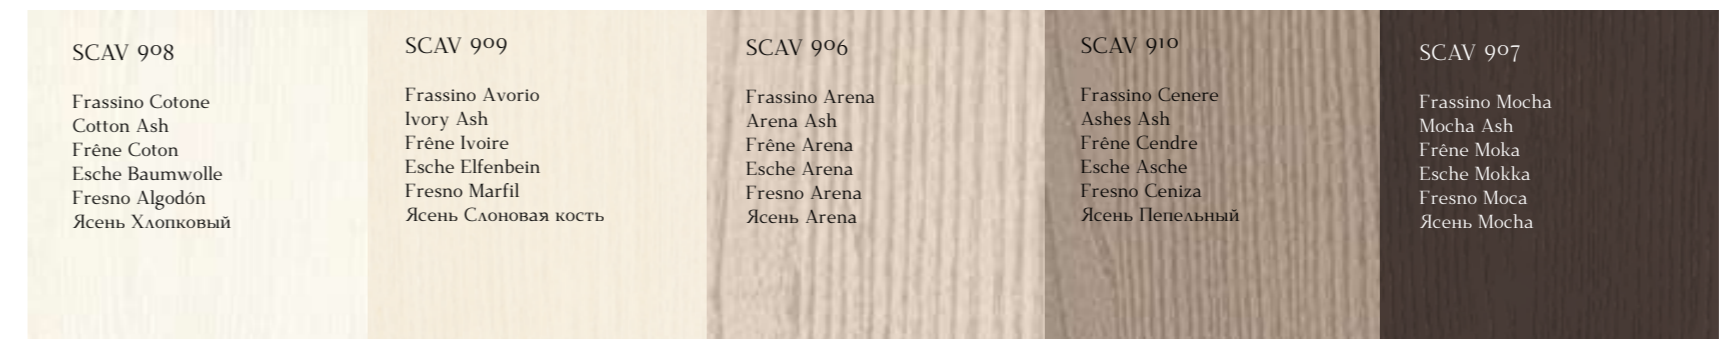 SCAV 908
Frassino Cotone
Cotton Ash
Frêne Coton
Esche Baumwolle
Fresno Algodón
Ясень Хлопковый
SCAV 909
Frassino Avorio
Ivory Ash
Frêne Ivoire
Esche Elfenbein
Fresno Marfil
Ясень Слоновая кость
SCAV 906
Frassino Arena
Arena Ash
Frêne Arena
Esche Arena
Fresno Arena
Ясень Arena
SCAV 910
Frassino Cenere
Ashes Ash
Frêne Cendre
Esche Asche
Fresno Ceniza
Ясень Пепельный
SCAV 907
Frassino Mocha
Mocha Ash
Frêne Moka
Esche Mokka
Fresno Moca
Ясень Mocha